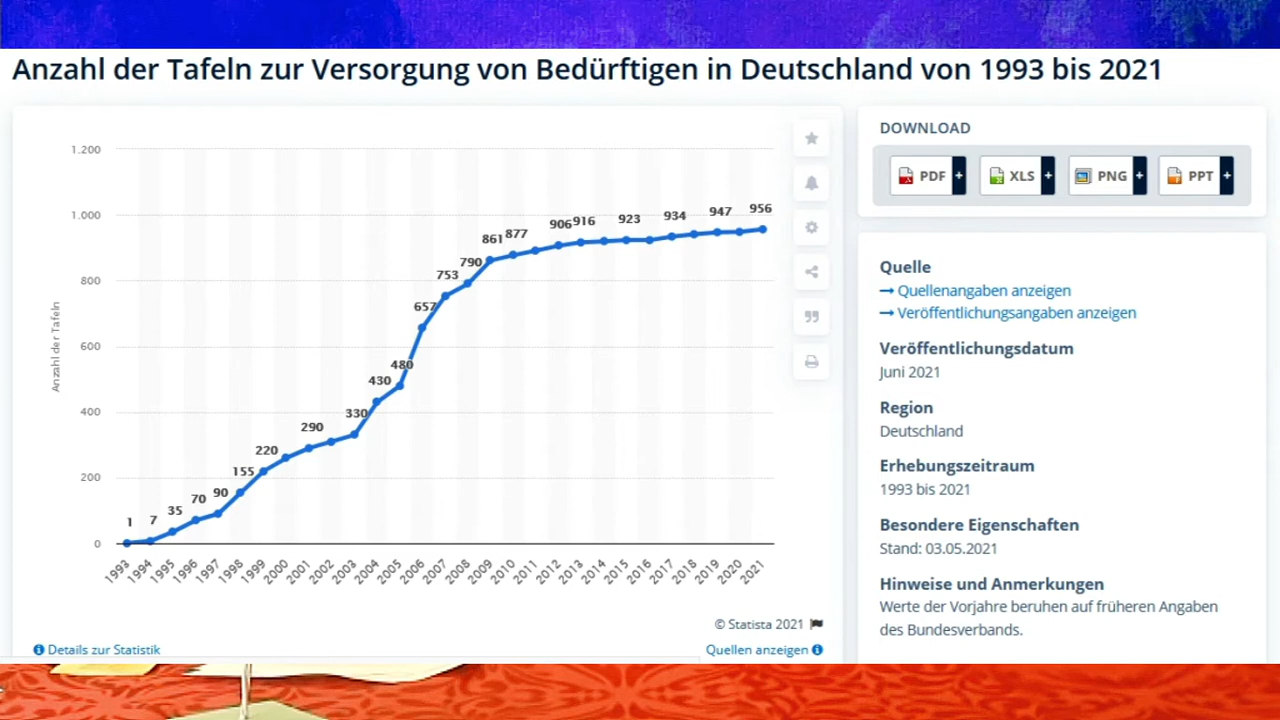 Anzahl der Tafeln zur Versorgung von Bedürftigen in Deutschland von 1993 bis 2021
1.200
1.000
800
600
400
200
0
Anzahl der Tafeln
1
7
35
70
90
155
220
290
330
430
480
657
753
790
861
877
906
916
923
934
947
956
1993
1994
1995
1996
1997
1998
1999
2000
2001
2002
2003
2004
2005
2006
2007
2008
2009
2010
2011
2012
2013
2014
2015
2016
2017
2018
2019
2020
2021
© Statista 2021
Details zur Statistik
Quellen anzeigen
DOWNLOAD
PDF +
XLS +
PNG +
PPT +
Quelle
→ Quellenangaben anzeigen
→ Veröffentlichungsangaben anzeigen
Veröffentlichungsdatum
Juni 2021
Region
Deutschland
Erhebungszeitraum
1993 bis 2021
Besondere Eigenschaften
Stand: 03.05.2021
Hinweise und Anmerkungen
Werte der Vorjahre beruhen auf früheren Angaben
des Bundesverbands.